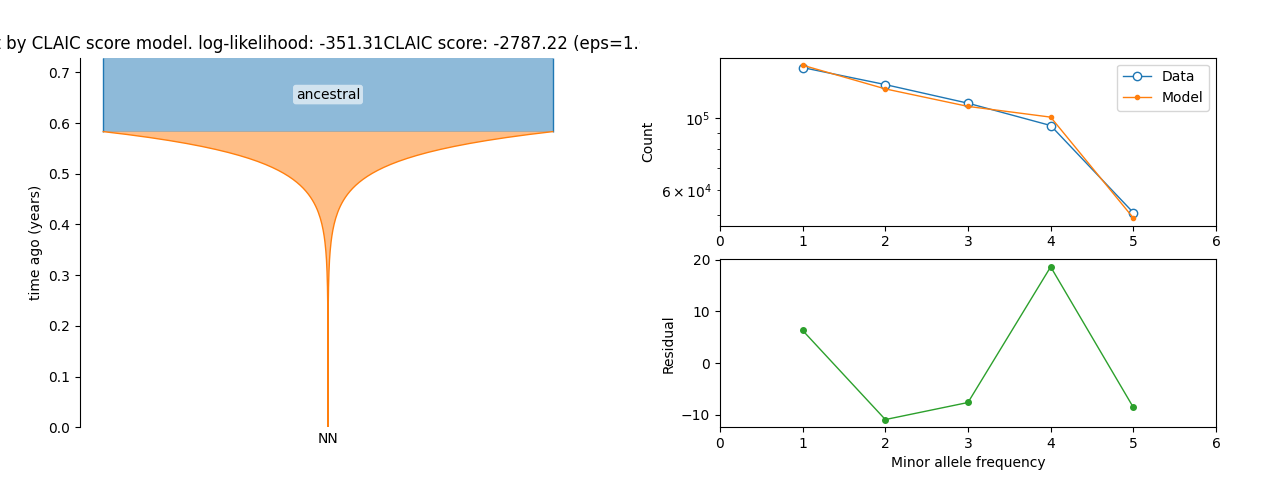 t by CLAIC score model. log-likelihood: -351.31CLAIC score: -2787.22 (eps=1.
0.7
0.6
0.5
0.4
0.3
0.2
0.1
0.0
time ago (years)
ancestral
NN
Count
10⁵
6 × 10⁴
Data
Model
0 1 2 3 4 5 6
Residual
20
10
0
−10
0 1 2 3 4 5 6
Minor allele frequency